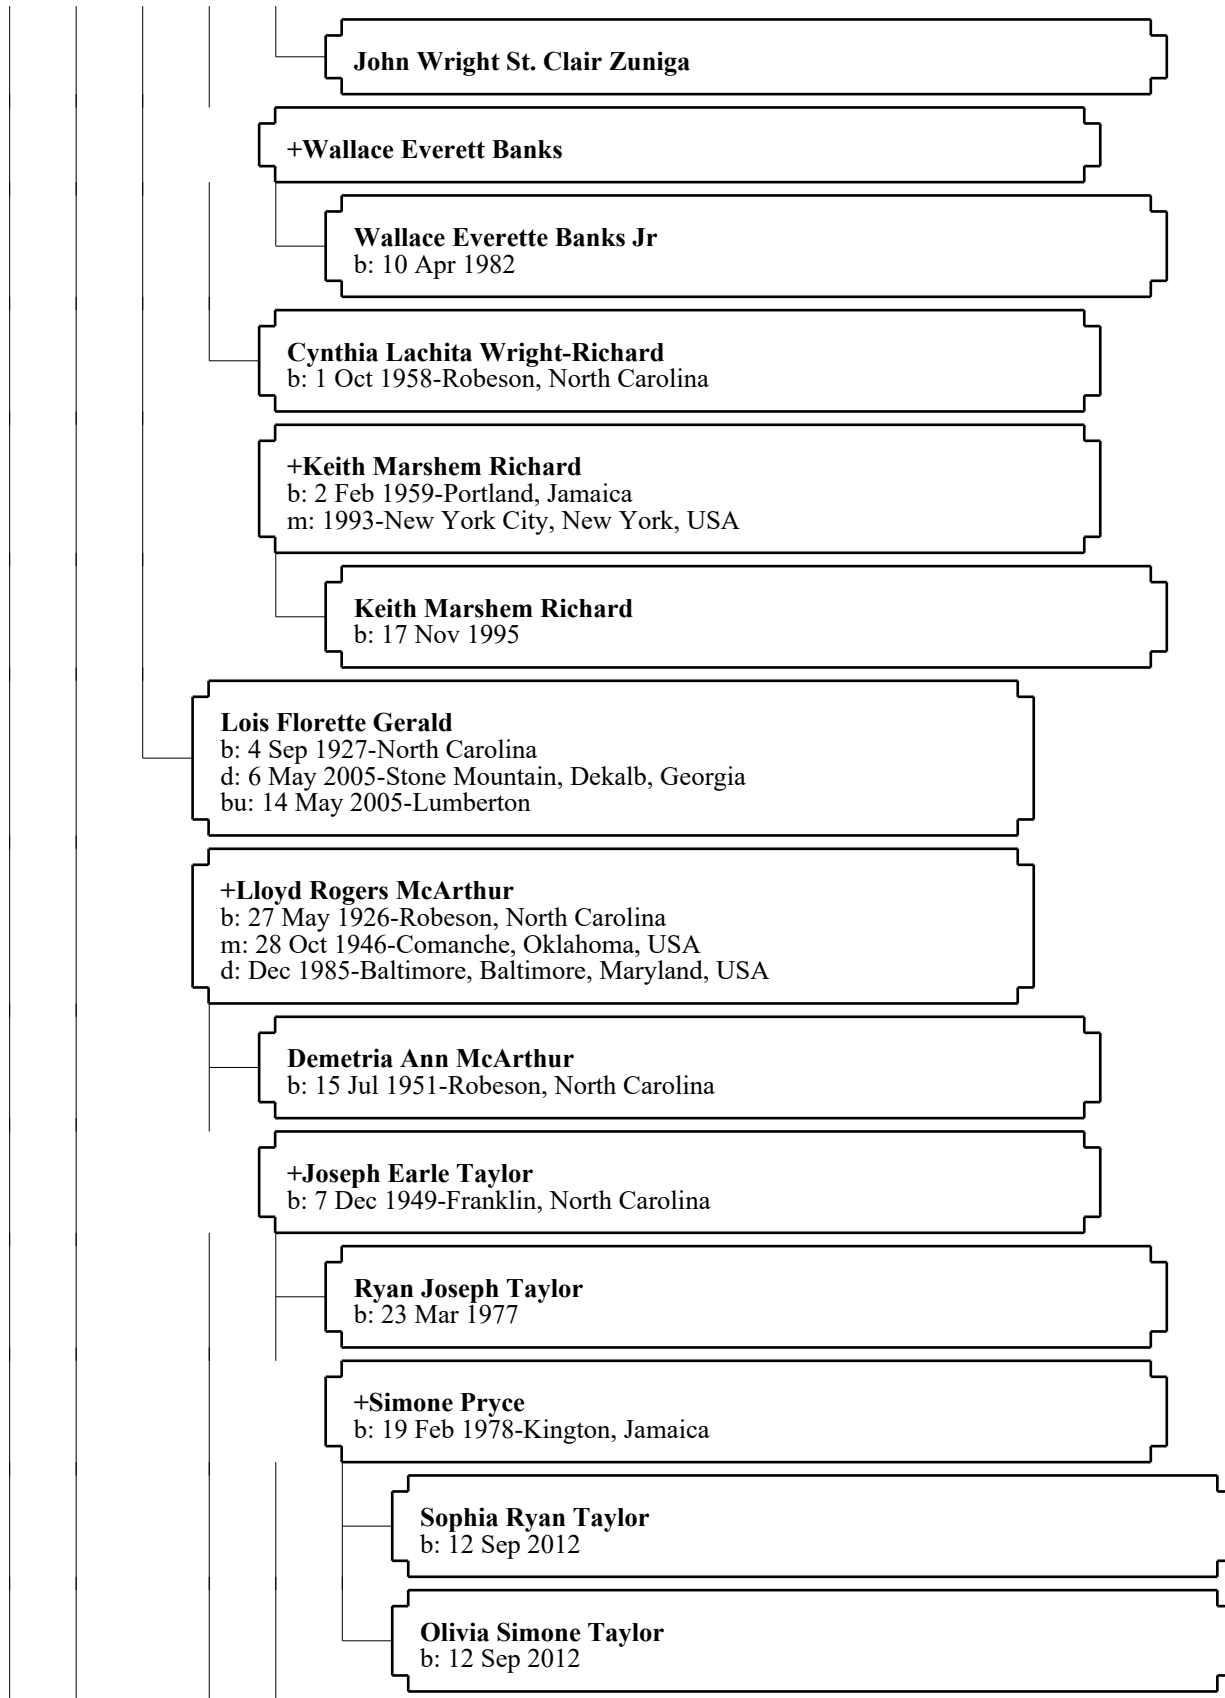 John Wright St. Clair Zuniga
+Wallace Everett Banks
Wallace Everette Banks Jr
b: 10 Apr 1982
Cynthia Lachita Wright-Richard
b: 1 Oct 1958-Robeson, North Carolina
+Keith Marshem Richard
b: 2 Feb 1959-Portland, Jamaica
m: 1993-New York City, New York, USA
Keith Marshem Richard
b: 17 Nov 1995
Lois Florette Gerald
b: 4 Sep 1927-North Carolina
d: 6 May 2005-Stone Mountain, Dekalb, Georgia
bu: 14 May 2005-Lumberton
+Lloyd Rogers McArthur
b: 27 May 1926-Robeson, North Carolina
m: 28 Oct 1946-Comanche, Oklahoma, USA
d: Dec 1985-Baltimore, Baltimore, Maryland, USA
Demetria Ann McArthur
b: 15 Jul 1951-Robeson, North Carolina
+Joseph Earle Taylor
b: 7 Dec 1949-Franklin, North Carolina
Ryan Joseph Taylor
b: 23 Mar 1977
+Simone Pryce
b: 19 Feb 1978-Kington, Jamaica
Sophia Ryan Taylor
b: 12 Sep 2012
Olivia Simone Taylor
b: 12 Sep 2012